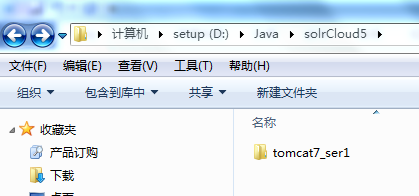 计算机 setup (D:) Java solrCloud5
文件(F) 编辑(E) 查看(V) 工具(T) 帮助(H)
组织 包含到库中 共享 新建文件夹
名称
收藏夹
产品订购
tomcat7_ser1
下载
桌面